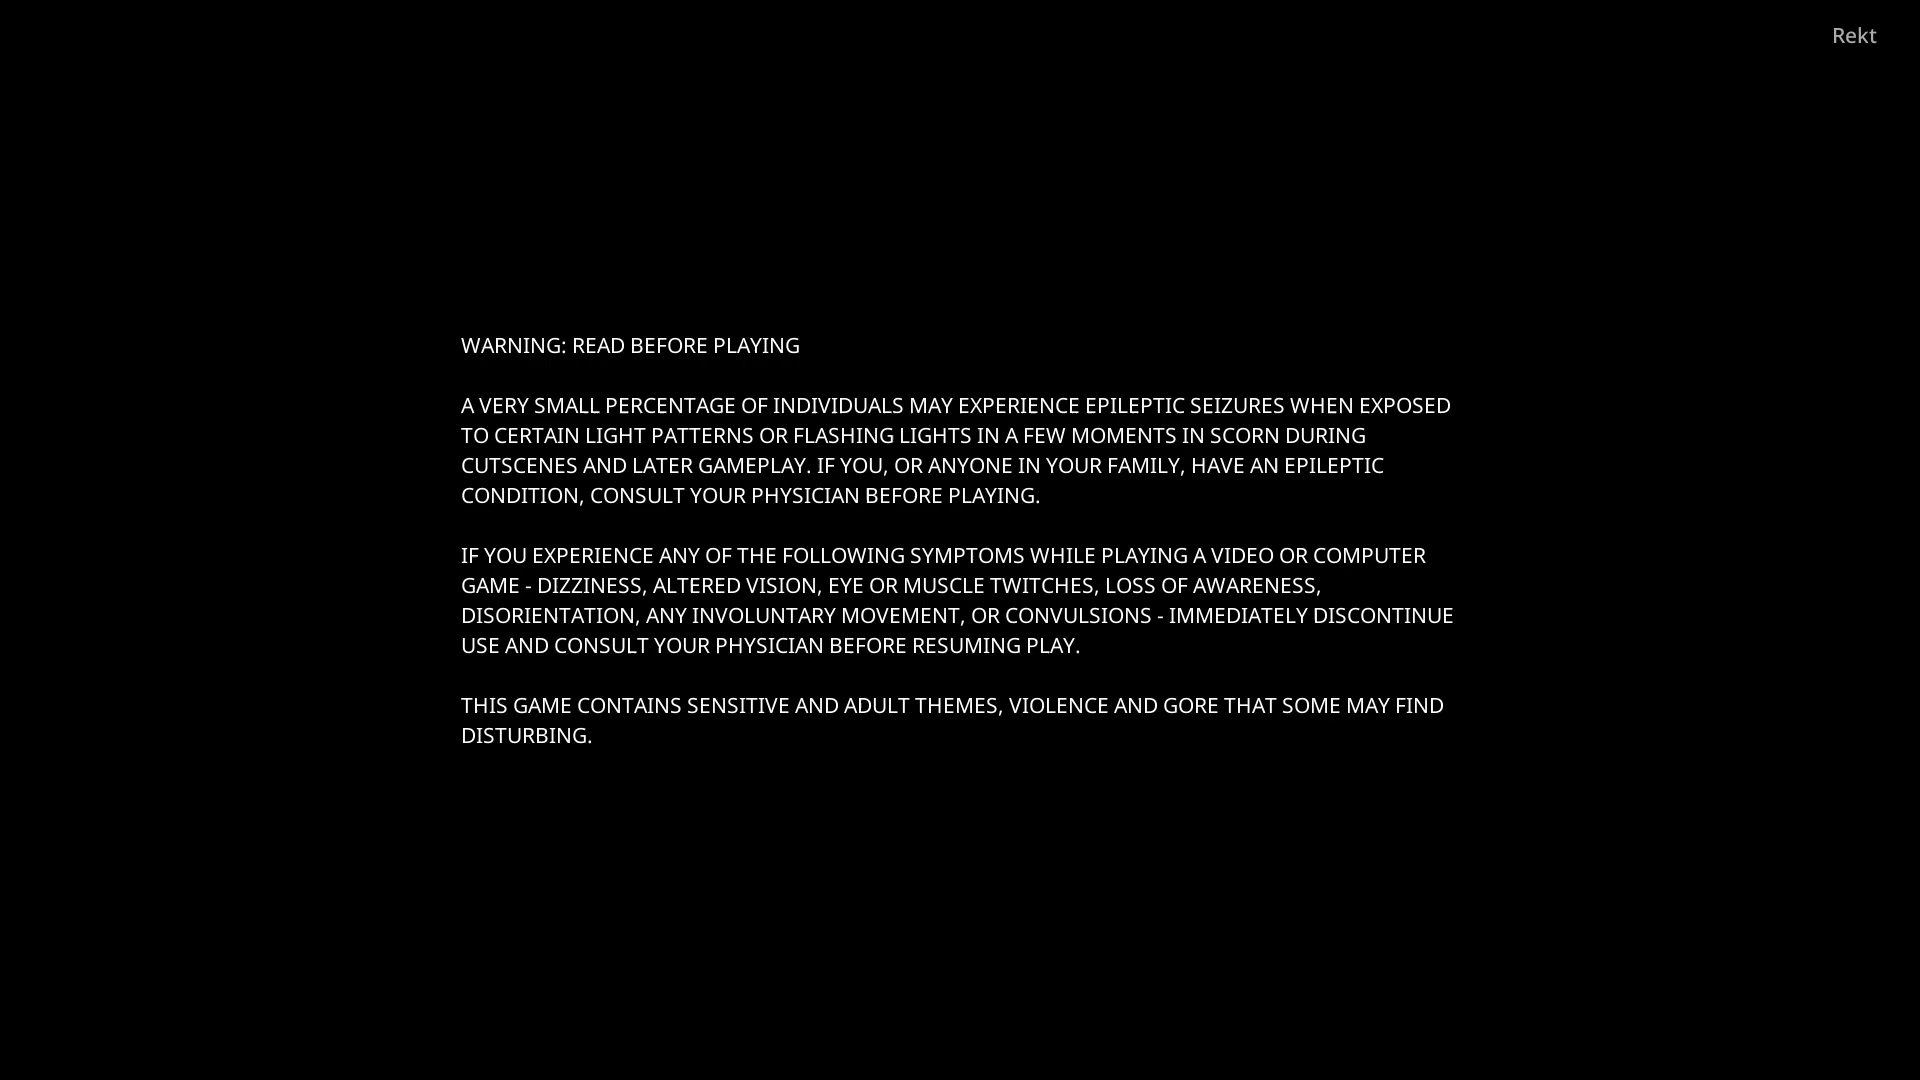 Rekt
WARNING: READ BEFORE PLAYING
A VERY SMALL PERCENTAGE OF INDIVIDUALS MAY EXPERIENCE EPILEPTIC SEIZURES WHEN EXPOSED
TO CERTAIN LIGHT PATTERNS OR FLASHING LIGHTS IN A FEW MOMENTS IN SCORN DURING
CUTSCENES AND LATER GAMEPLAY. IF YOU, OR ANYONE IN YOUR FAMILY, HAVE AN EPILEPTIC
CONDITION, CONSULT YOUR PHYSICIAN BEFORE PLAYING.
IF YOU EXPERIENCE ANY OF THE FOLLOWING SYMPTOMS WHILE PLAYING A VIDEO OR COMPUTER
GAME - DIZZINESS, ALTERED VISION, EYE OR MUSCLE TWITCHES, LOSS OF AWARENESS,
DISORIENTATION, ANY INVOLUNTARY MOVEMENT, OR CONVULSIONS - IMMEDIATELY DISCONTINUE
USE AND CONSULT YOUR PHYSICIAN BEFORE RESUMING PLAY.
THIS GAME CONTAINS SENSITIVE AND ADULT THEMES, VIOLENCE AND GORE THAT SOME MAY FIND
DISTURBING.